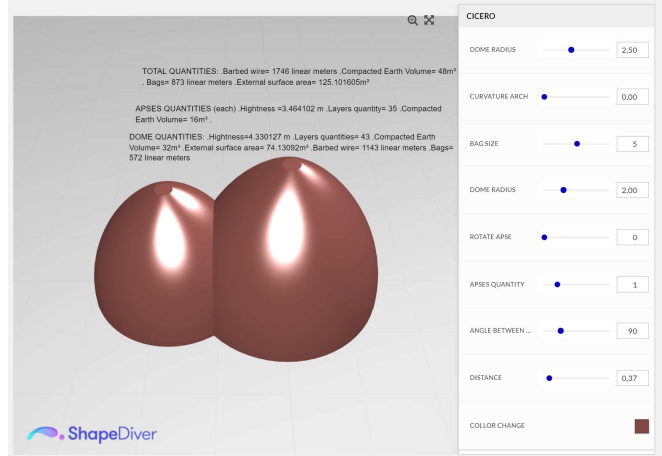 TOTAL QUANTITIES: .Barbed wire= 1746 linear meters .Compacted Earth Volume= 48m³
. Bags= 873 linear meters .External surface area= 125.101605m²
APSES QUANTITIES (each) .Hightness =3.464102 m .Layers quantity= 35 .Compacted
Earth Volume= 16m³ .
DOME QUANTITIES: .Hightness=4.330127 m .Layers quantities= 43 .Compacted Earth
Volume= 32m³ .External surface area= 74.13092m² .Barbed wire= 1143 linear meters .Bags=
572 linear meters
ShapeDiver
CICERO
DOME RADIUS 2,50
CURVATURE ARCH 0,00
BAG SIZE 5
DOME RADIUS 2,00
ROTATE APSE 0
APSES QUANTITY 1
ANGLE BETWEEN ... 90
DISTANCE 0,37
COLLOR CHANGE